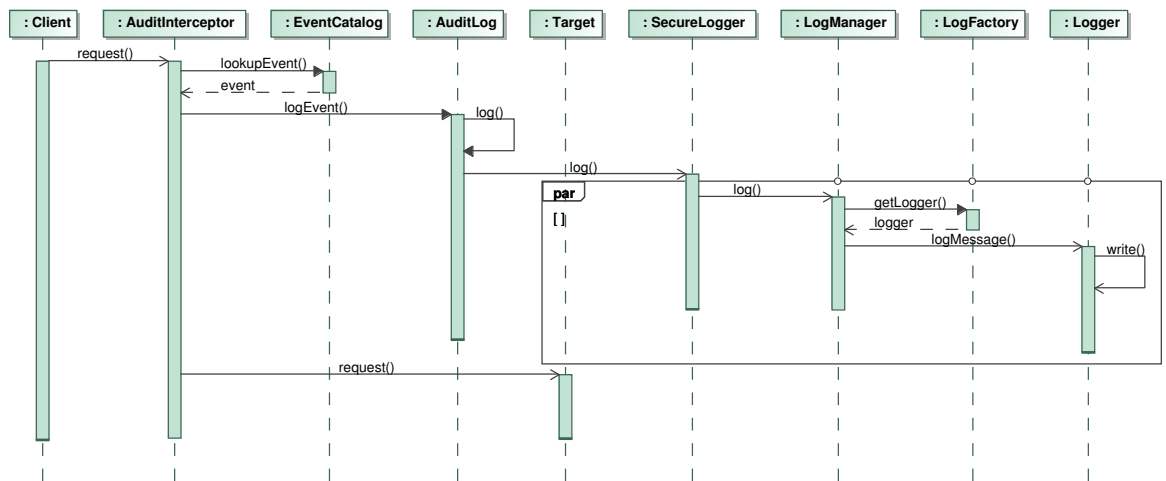 : Client
: AuditInterceptor
: EventCatalog
: AuditLog
: Target
: SecureLogger
: LogManager
: LogFactory
: Logger
request()
lookupEvent()
event
logEvent()
log()
log()
par
log()
getLogger()
[ ]
logger
logMessage()
write()
request()